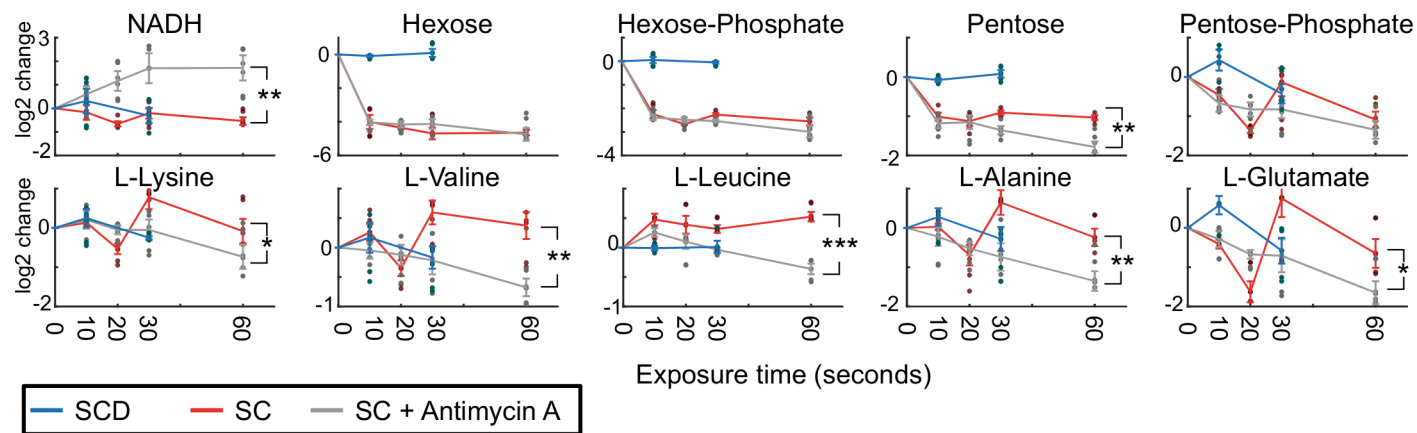 NADH Hexose Hexose-Phosphate Pentose Pentose-Phosphate
log2 change
3
0
-2
**
0
-6
0
-4
0
-2
**
0
-2
L-Lysine L-Valine L-Leucine L-Alanine L-Glutamate
log2 change
0
-2
*
0
-1
**
0
-1
***
0
-2
**
0
-2
*
0 10 20 30 60
0 10 20 30 60
0 10 20 30 60
0 10 20 30 60
0 10 20 30 60
Exposure time (seconds)
SCD SC SC + Antimycin A